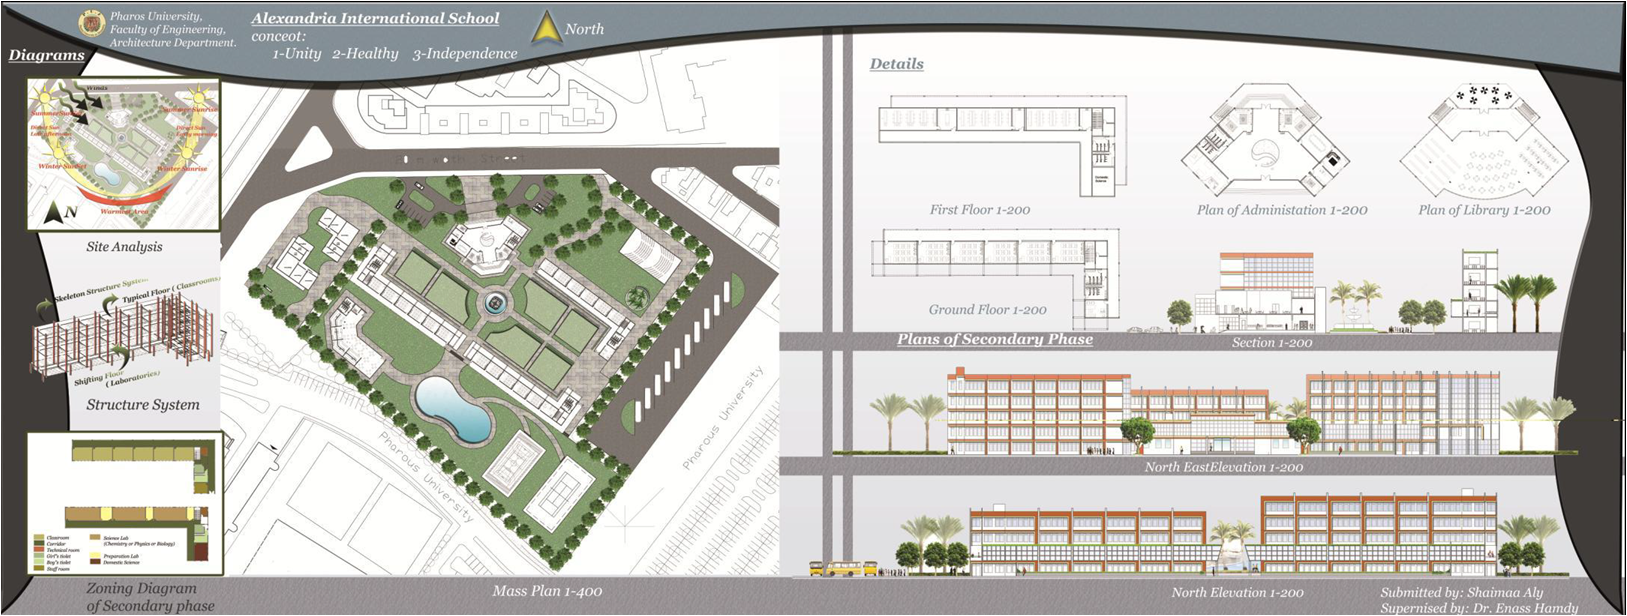 Pharos University,
Faculty of Engineering,
Architecture Department.
Alexandria International School
conceot:
1-Unity 2-Healthy 3-Independence
North
Diagrams
Winds
Summer Sunrise
Direct Sun
Winter Sunset
Winter Sunrise
Warmest Area
N
Site Analysis
Skeleton Structure System
Typical Floor ( Classrooms)
Shifting Floor
( Laboratories)
Structure System
Classroom
Corridor
Technical room
Girl's toilet
Boy's toilet
Staff room
Science Lab
(Chemistry or Physics or Biology)
Preparation Lab
Domestic Science
Zoning Diagram
of Secondary phase
Street
Pharous University
Pharous University
Mass Plan 1-400
Details
First Floor 1-200
Plan of Administation 1-200
Plan of Library 1-200
Ground Floor 1-200
Plans of Secondary Phase
Section 1-200
North EastElevation 1-200
North Elevation 1-200
Submitted by: Shaimaa Aly
Supernised by: Dr. Enass Hamdy